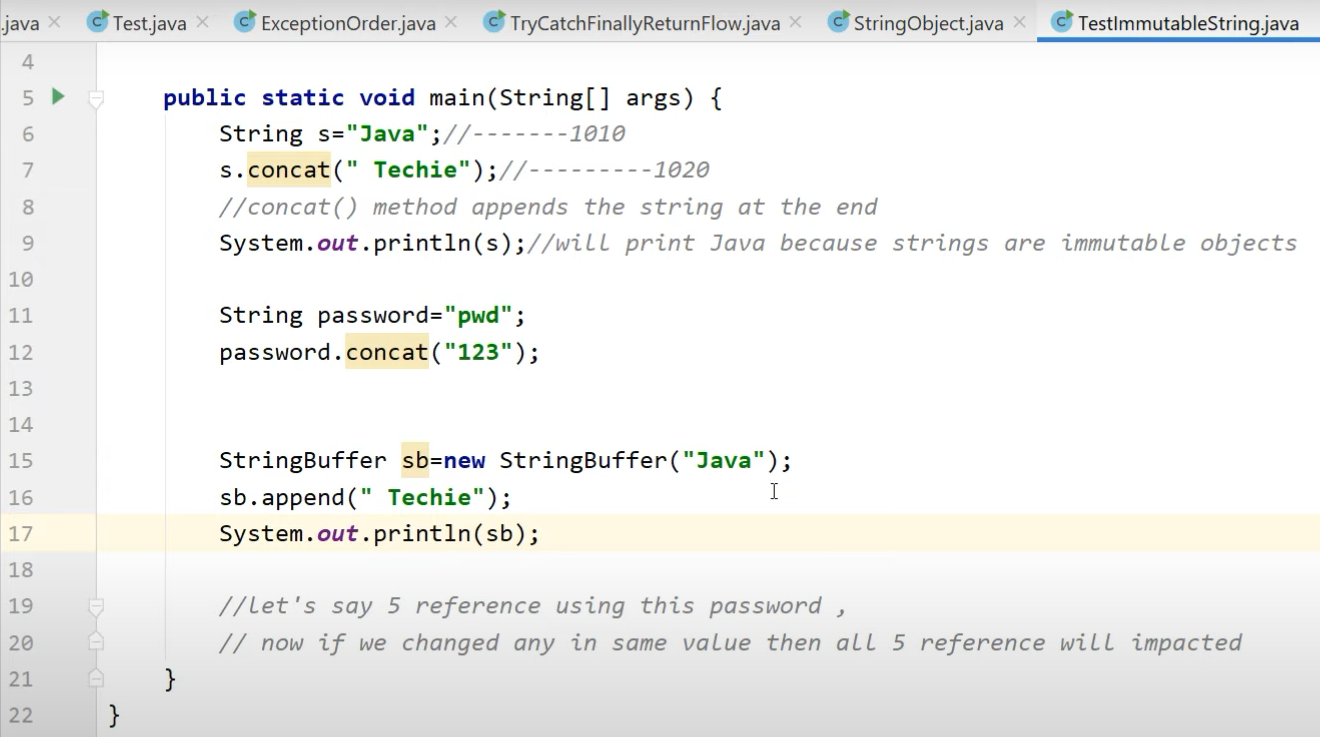 .java Test.java ExceptionOrder.java TryCatchFinallyReturnFlow.java StringObject.java TestImmutableString.java
4
5 public static void main(String[] args) {
6 String s="Java";//-------1010
7 s.concat(" Techie");//---------1020
8 //concat() method appends the string at the end
9 System.out.println(s);//will print Java because strings are immutable objects
10
11 String password="pwd";
12 password.concat("123");
13
14
15 StringBuffer sb=new StringBuffer("Java");
16 sb.append(" Techie");
17 System.out.println(sb);
18
19 //let's say 5 reference using this password ,
20 // now if we changed any in same value then all 5 reference will impacted
21 }
22 }